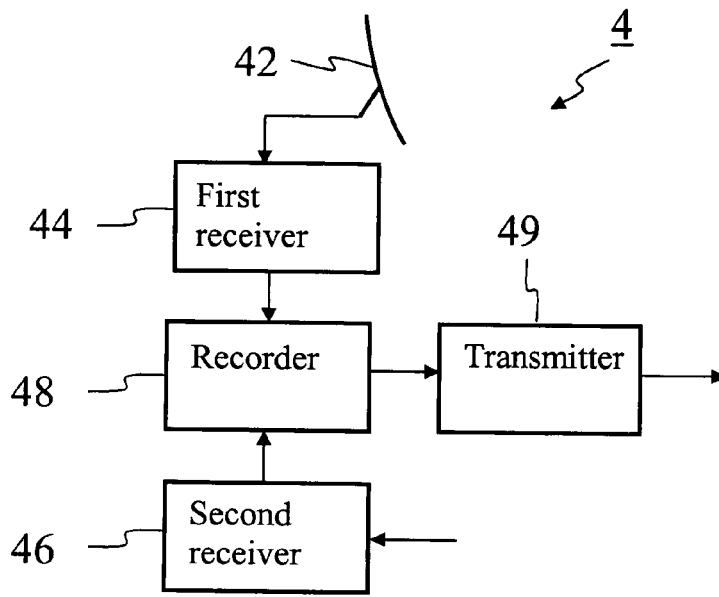 4
42
First
receiver
44
49
Recorder
Transmitter
48
Second
receiver
46